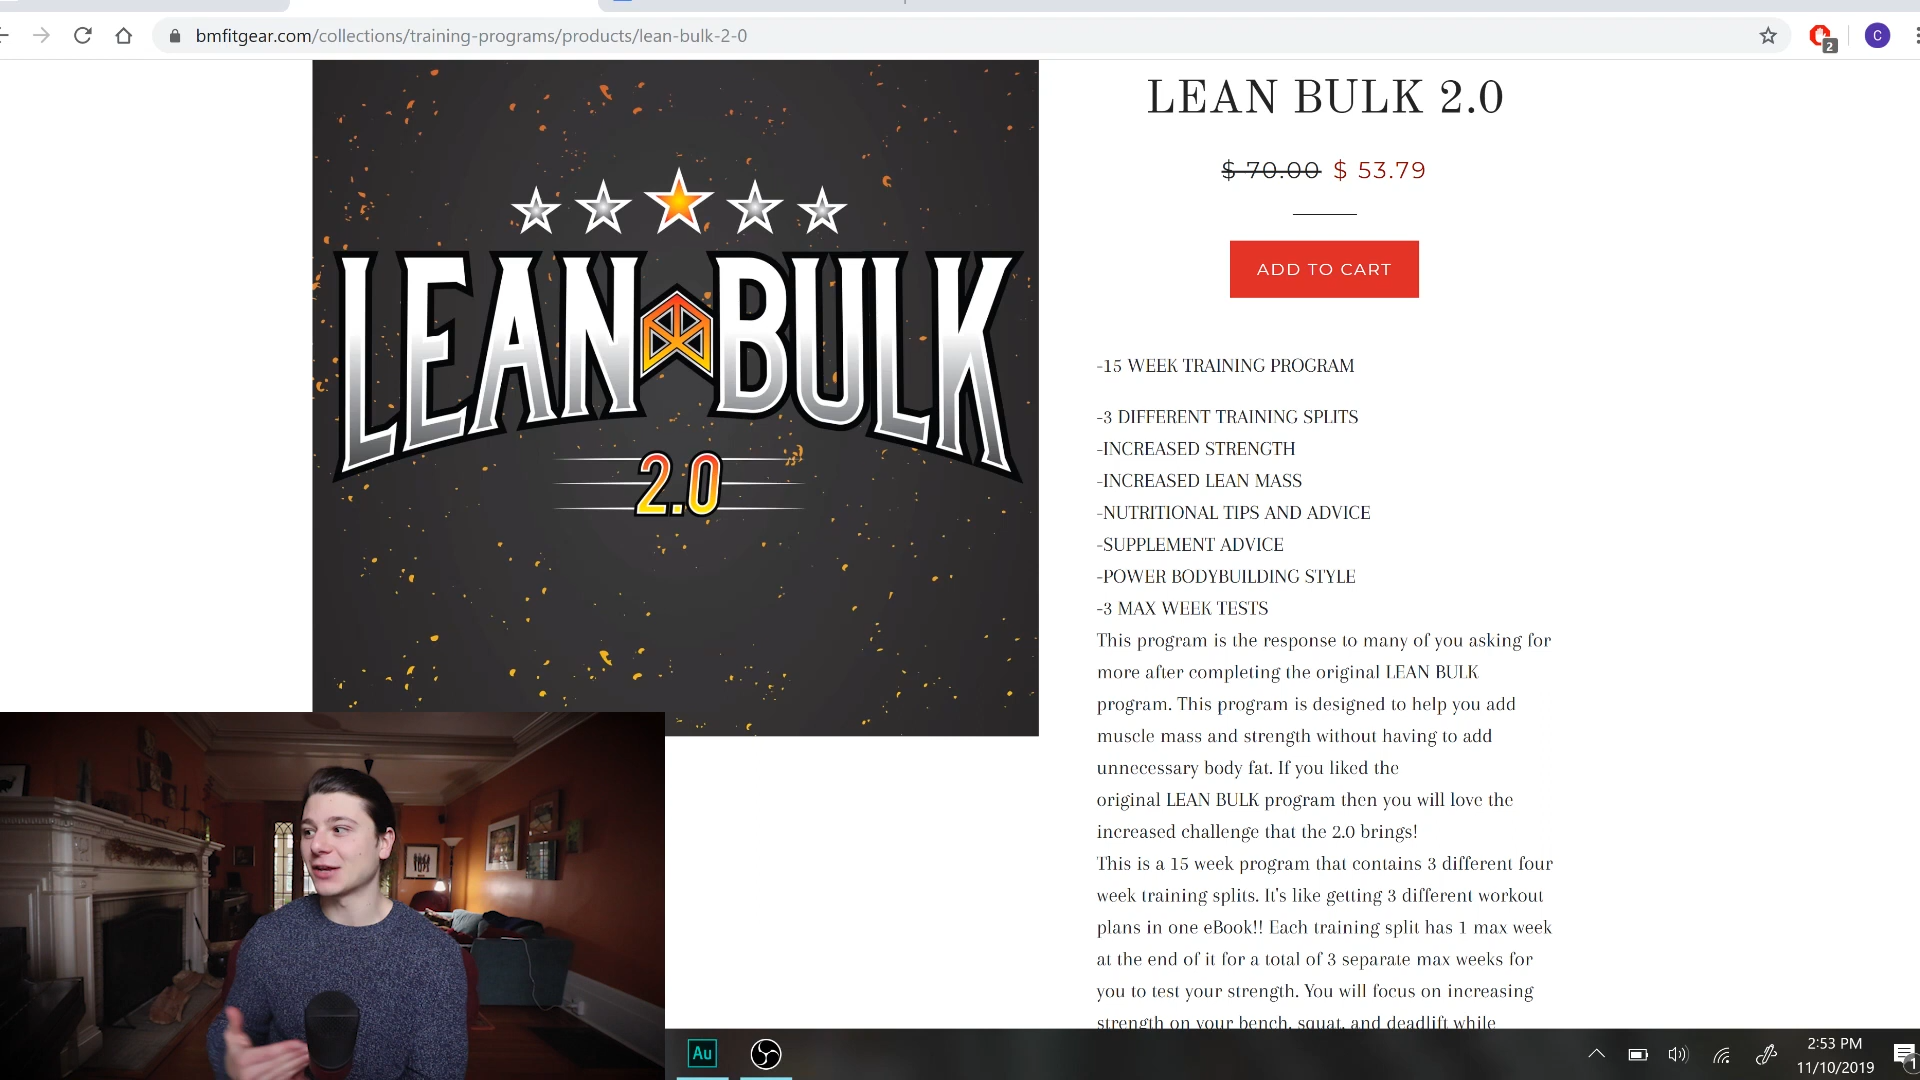 bmfitgear.com/collections/training-programs/products/lean-bulk-2-0
2
C
LEAN BULK
2.0
LEAN BULK 2.0
$ 70.00 $ 53.79
ADD TO CART
-15 WEEK TRAINING PROGRAM
-3 DIFFERENT TRAINING SPLITS
-INCREASED STRENGTH
-INCREASED LEAN MASS
-NUTRITIONAL TIPS AND ADVICE
-SUPPLEMENT ADVICE
-POWER BODYBUILDING STYLE
-3 MAX WEEK TESTS
This program is the response to many of you asking for
more after completing the original LEAN BULK
program. This program is designed to help you add
muscle mass and strength without having to add
unnecessary body fat. If you liked the
original LEAN BULK program then you will love the
increased challenge that the 2.0 brings!
This is a 15 week program that contains 3 different four
week training splits. It's like getting 3 different workout
plans in one eBook!! Each training split has 1 max week
at the end of it for a total of 3 separate max weeks for
you to test your strength. You will focus on increasing
strength on your bench, squat, and deadlift while
Au
2:53 PM
11/10/2019
1